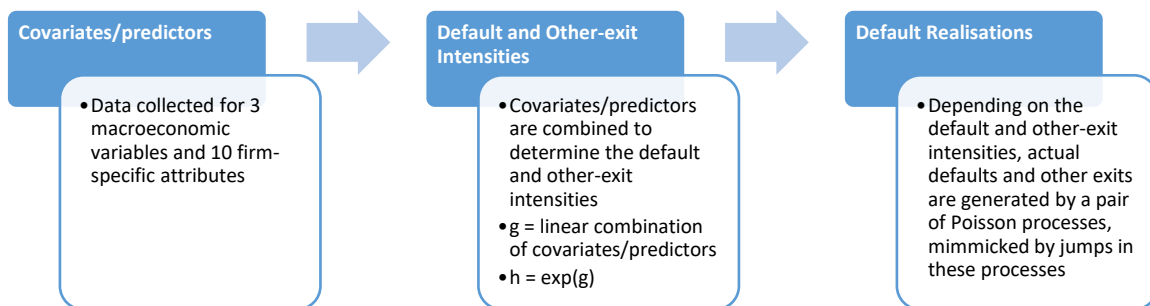 Covariates/predictors
•Data collected for 3
macroeconomic
variables and 10 firm-
specific attributes
Default and Other-exit
Intensities
•Covariates/predictors
are combined to
determine the default
and other-exit
intensities
•g = linear combination
of covariates/predictors
•h = exp(g)
Default Realisations
•Depending on the
default and other-exit
intensities, actual
defaults and other exits
are generated by a pair
of Poisson processes,
mimmicked by jumps in
these processes